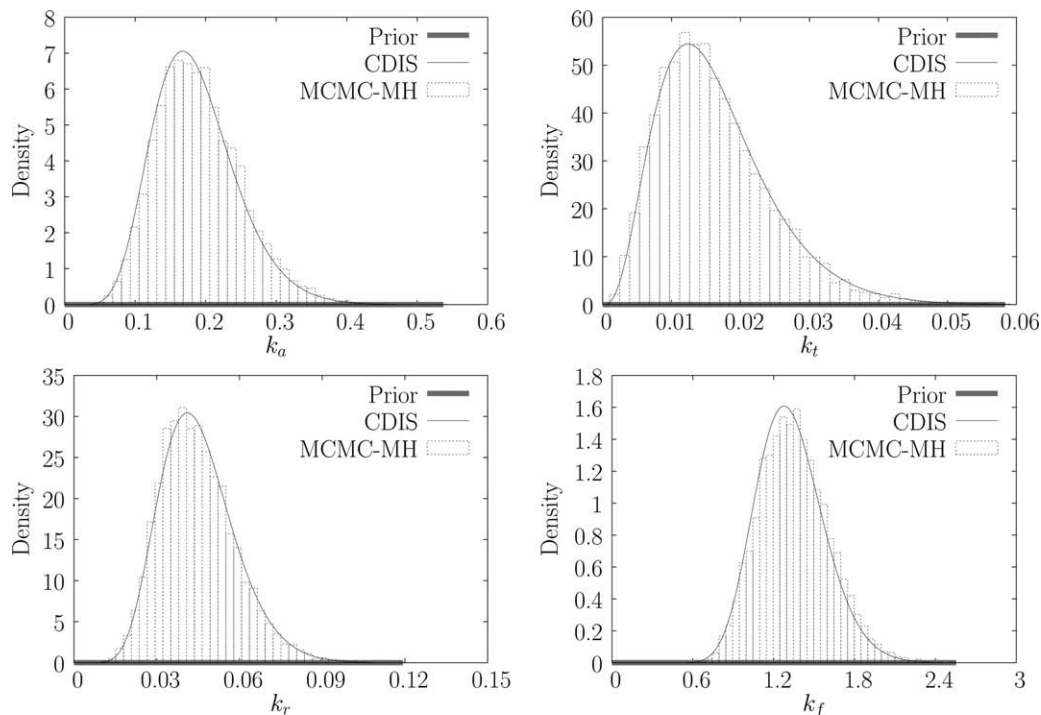 8
7
6
5
4
3
2
1
0
Density
Prior
CDIS
MCMC-MH
0 0.1 0.2 0.3 0.4 0.5 0.6
k_a
60
50
40
30
20
10
0
Density
Prior
CDIS
MCMC-MH
0 0.01 0.02 0.03 0.04 0.05 0.06
k_t
35
30
25
20
15
10
5
0
Density
Prior
CDIS
MCMC-MH
0 0.03 0.06 0.09 0.12 0.15
k_r
1.8
1.6
1.4
1.2
1
0.8
0.6
0.4
0.2
0
Density
Prior
CDIS
MCMC-MH
0 0.6 1.2 1.8 2.4 3
k_f